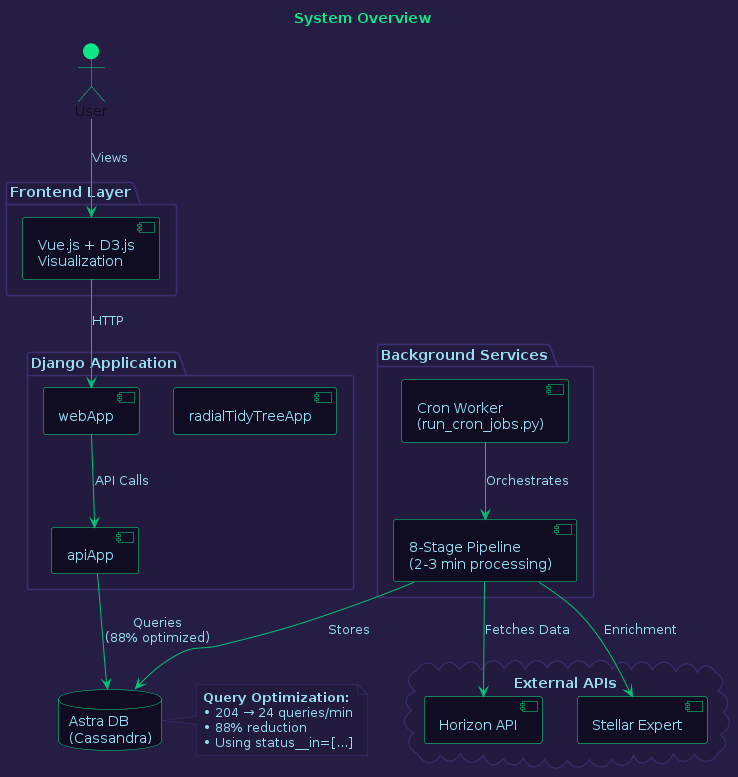 System Overview
User
Views
Frontend Layer
Vue.js + D3.js
Visualization
HTTP
Django Application
webApp
radialTidyTreeApp
API Calls
apiApp
Background Services
Cron Worker
(run_cron_jobs.py)
Orchestrates
8-Stage Pipeline
(2-3 min processing)
Queries
(88% optimized)
Stores
Fetches Data
Enrichment
Astra DB
(Cassandra)
Query Optimization:
• 204 → 24 queries/min
• 88% reduction
• Using status__in=[...]
External APIs
Horizon API
Stellar Expert